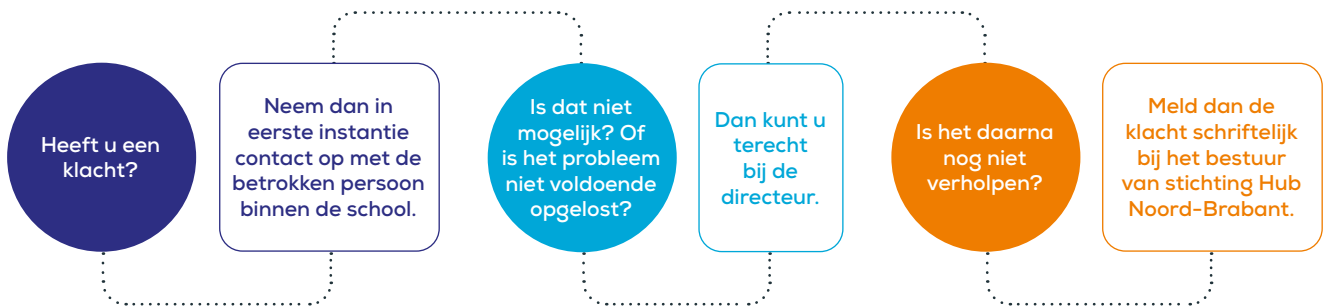 Heeft u een
klacht?
Neem dan in
eerste instantie
contact op met de
betrokken persoon
binnen de school.
Is dat niet
mogelijk? Of
is het probleem
niet voldoende
opgelost?
Dan kunt u
terecht
bij de
directeur.
Is het daarna
nog niet
verholpen?
Meld dan de
klacht schriftelijk
bij het bestuur
van stichting Hub
Noord-Brabant.